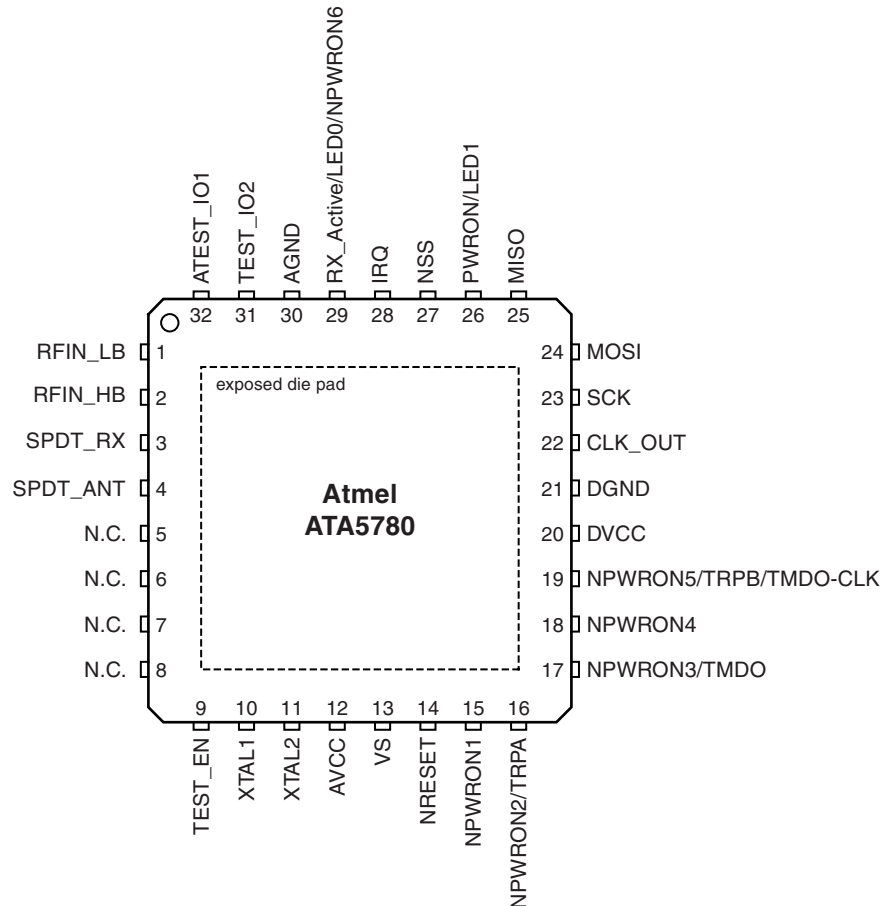 ATEST_IO1
TEST_IO2
AGND
RX_Active/LED0/NPWRON6
IRQ
NSS
PWRON/LED1
MISO
32 31 30 29 28 27 26 25
RFIN_LB 1
RFIN_HB 2
SPDT_RX 3
SPDT_ANT 4
N.C. 5
N.C. 6
N.C. 7
N.C. 8
exposed die pad
Atmel
ATA5780
24 MOSI
23 SCK
22 CLK_OUT
21 DGND
20 DVCC
19 NPWRON5/TRPB/TMDO-CLK
18 NPWRON4
17 NPWRON3/TMDO
9 10 11 12 13 14 15 16
TEST_EN
XTAL1
XTAL2
AVCC
VS
NRESET
NPWRON1
NPWRON2/TRPA